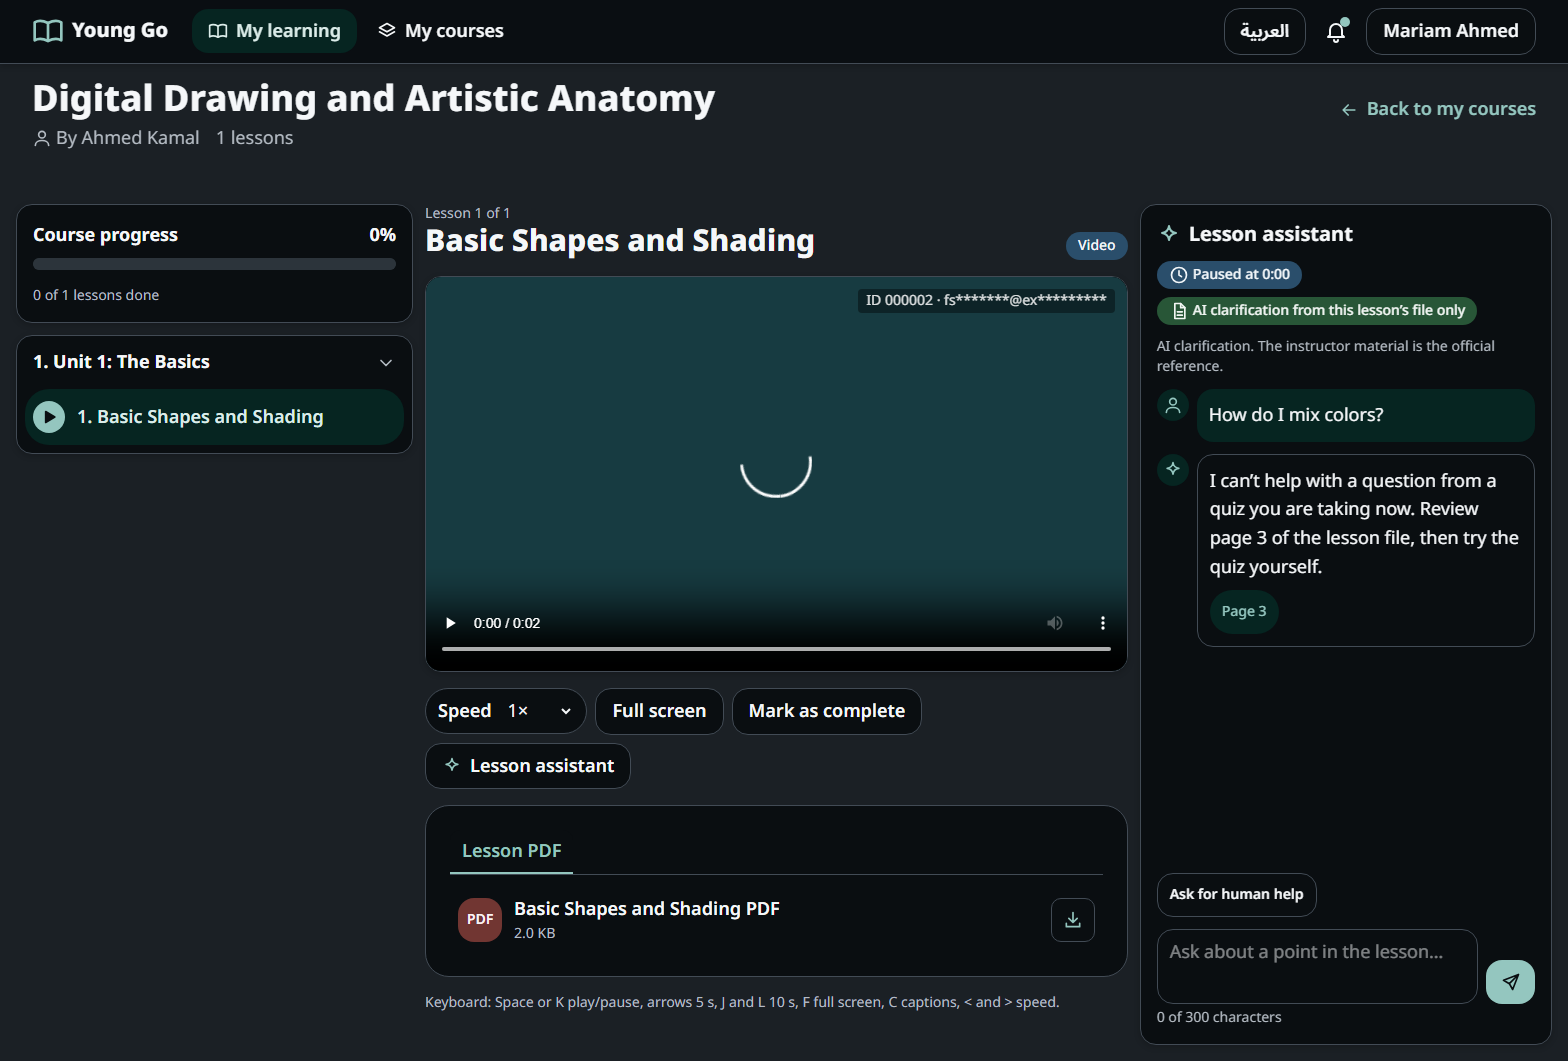 Young Go
My learning
My courses
العربية
Mariam Ahmed
Digital Drawing and Artistic Anatomy
By Ahmed Kamal 1 lessons
Back to my courses
Course progress 0%
0 of 1 lessons done
1. Unit 1: The Basics
1. Basic Shapes and Shading
Lesson 1 of 1
Basic Shapes and Shading
Video
ID 000002 · fs*******@ex*********
0:00 / 0:02
Speed 1×
Full screen
Mark as complete
Lesson assistant
Lesson PDF
PDF
Basic Shapes and Shading PDF
2.0 KB
Keyboard: Space or K play/pause, arrows 5 s, J and L 10 s, F full screen, C captions, < and > speed.
Lesson assistant
Paused at 0:00
AI clarification from this lesson’s file only
AI clarification. The instructor material is the official
reference.
How do I mix colors?
I can’t help with a question from a
quiz you are taking now. Review
page 3 of the lesson file, then try the
quiz yourself.
Page 3
Ask for human help
Ask about a point in the lesson...
0 of 300 characters